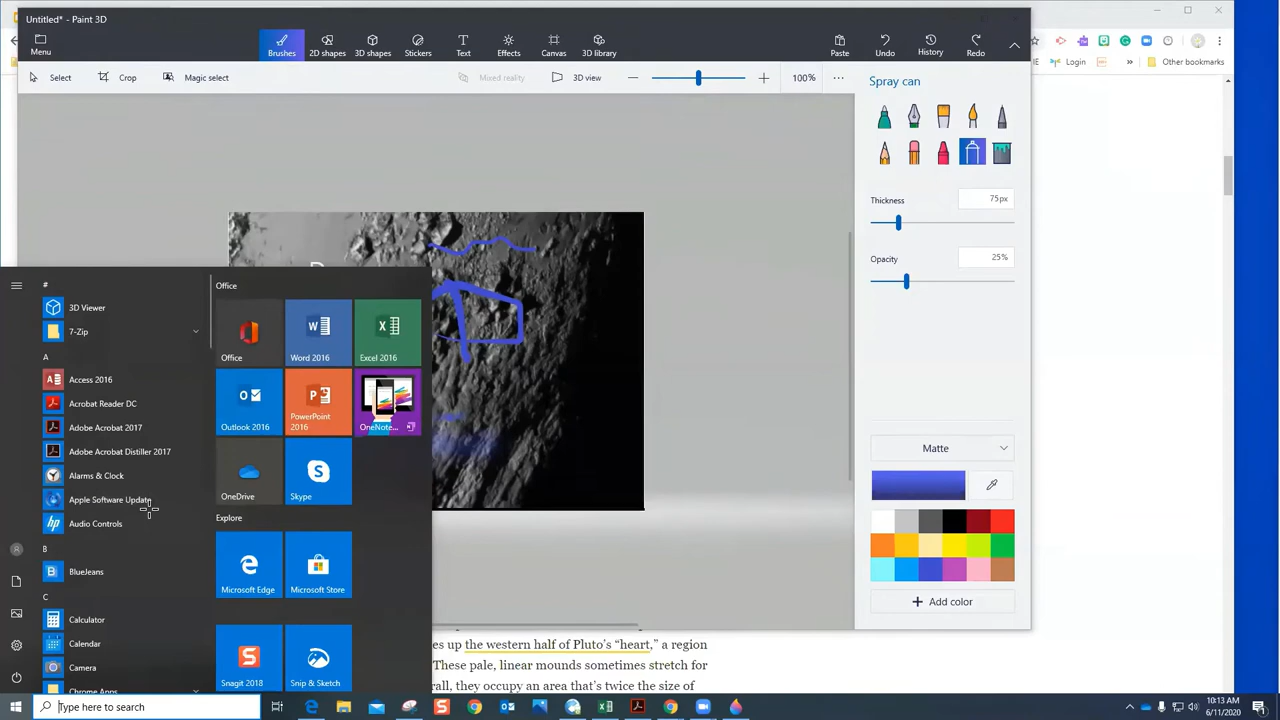 Untitled* - Paint 3D
Menu
Brushes
2D shapes
3D shapes
Stickers
Text
Effects
Canvas
3D library
Paste
Undo
History
Redo
Select
Crop
Magic select
Mixed reality
3D view
100%
Spray can
Thickness
75px
Opacity
25%
Matte
Add color
IE
Login
Other bookmarks
#
3D Viewer
7-Zip
A
Access 2016
Acrobat Reader DC
Adobe Acrobat 2017
Adobe Acrobat Distiller 2017
Alarms & Clock
Apple Software Update
Audio Controls
B
BlueJeans
C
Calculator
Calendar
Camera
Chrome Apps
Office
Office
Word 2016
Excel 2016
Outlook 2016
PowerPoint 2016
OneNote...
OneDrive
Skype
Explore
Microsoft Edge
Microsoft Store
Snagit 2018
Snip & Sketch
es up the western half of Pluto's “heart,” a region
These pale, linear mounds sometimes stretch for
rall, they occupy an area that's twice the size of
Type here to search
10:13 AM
6/11/2020